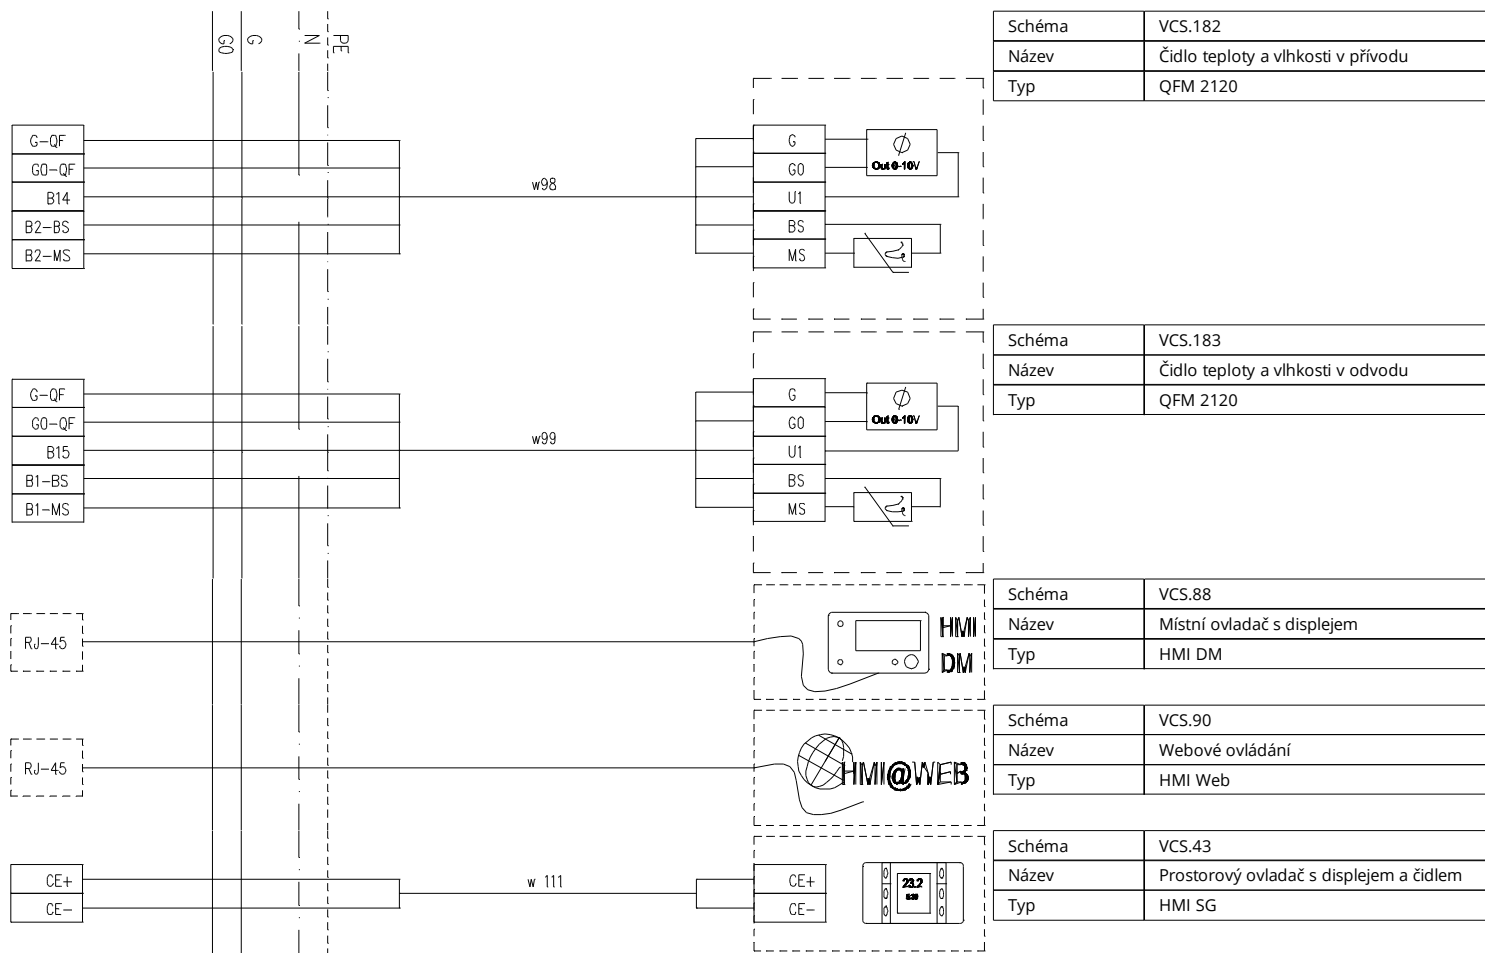 G0 G N PE
Schéma VCS.182
Název Čidlo teploty a vlhkosti v přívodu
Typ QFM 2120
G-QF
G0-QF
B14
B2-BS
B2-MS
w98
G
G0
U1
BS
MS
Out 0-10V
Schéma VCS.183
Název Čidlo teploty a vlhkosti v odvodu
Typ QFM 2120
G-QF
G0-QF
B15
B1-BS
B1-MS
w99
G
G0
U1
BS
MS
Out 0-10V
Schéma VCS.88
Název Místní ovladač s displejem
Typ HMI DM
RJ-45
HMI
DM
Schéma VCS.90
Název Webové ovládání
Typ HMI Web
RJ-45
HMI@WEB
Schéma VCS.43
Název Prostorový ovladač s displejem a čidlem
Typ HMI SG
CE+
CE-
w 111
CE+
CE-
23.2